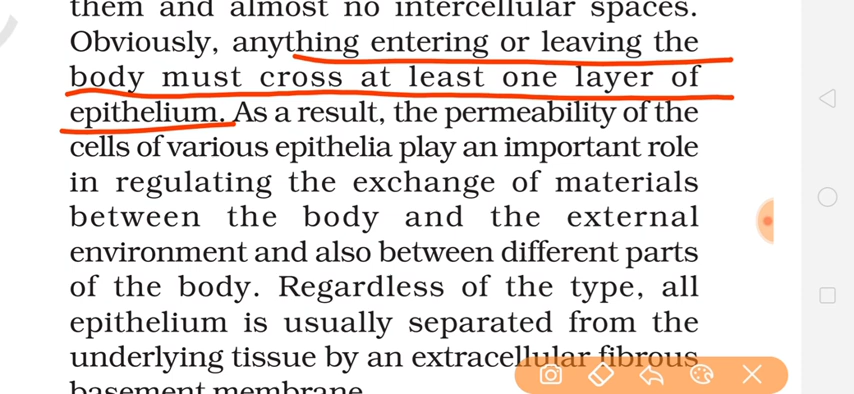 them and almost no intercellular spaces.
Obviously, anything entering or leaving the
body must cross at least one layer of
epithelium. As a result, the permeability of the
cells of various epithelia play an important role
in regulating the exchange of materials
between the body and the external
environment and also between different parts
of the body. Regardless of the type, all
epithelium is usually separated from the
underlying tissue by an extracellular fibrous
basement membrane.